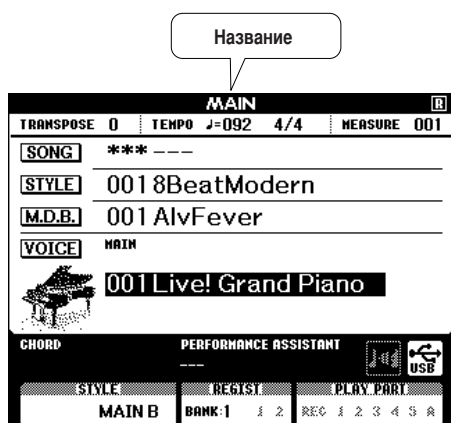 Название
MAIN R
TRANSPOSE 0 TEMPO ♩=092 4/4 MEASURE 001
SONG *** ---
STYLE 001 8BeatModern
M.D.B. 001 AlvFever
VOICE MAIN
001 Live! Grand Piano
CHORD PERFORMANCE ASSISTANT
---
USB
STYLE REGIST PLAY PART
MAIN B BANK:1 1 2 REC 1 2 3 4 5 A